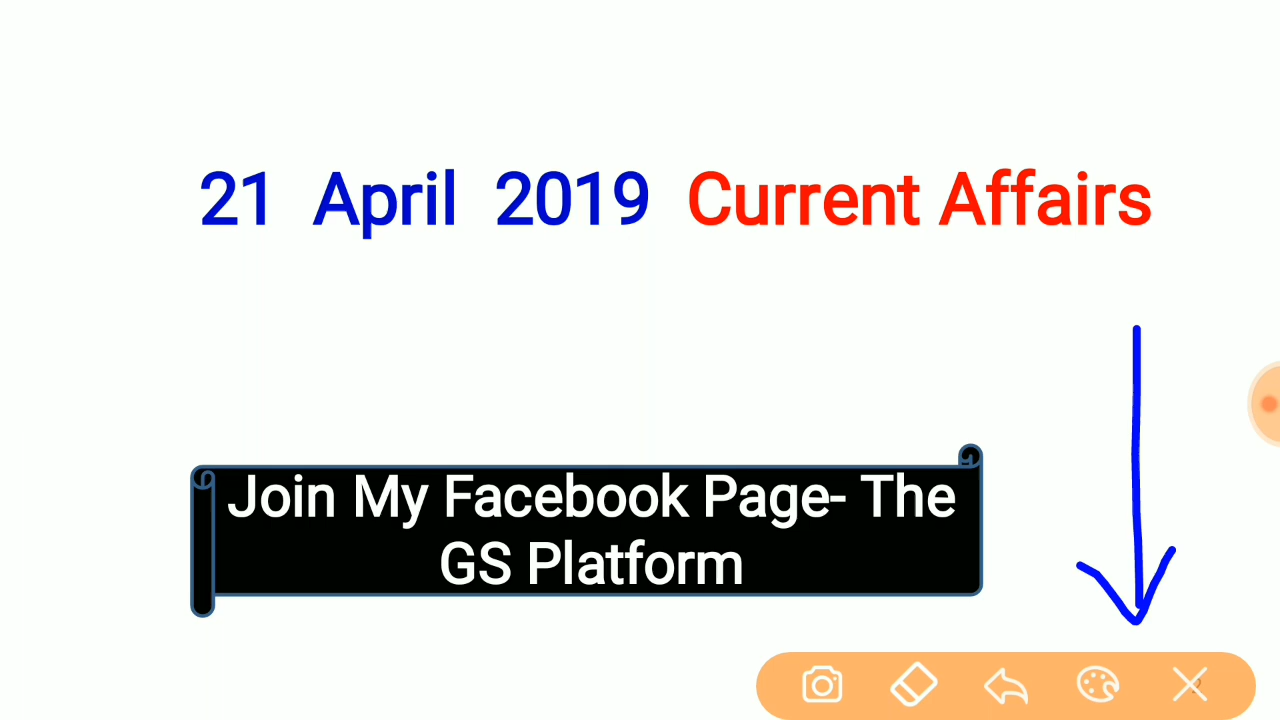 21 April 2019 Current Affairs
Join My Facebook Page- The
GS Platform